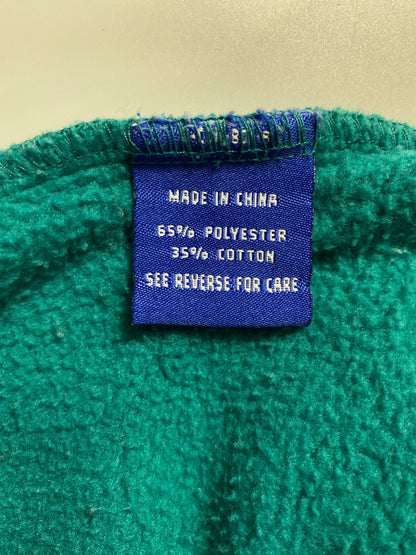 MADE IN CHINA
65% POLYESTER
35% COTTON
SEE REVERSE FOR CARE